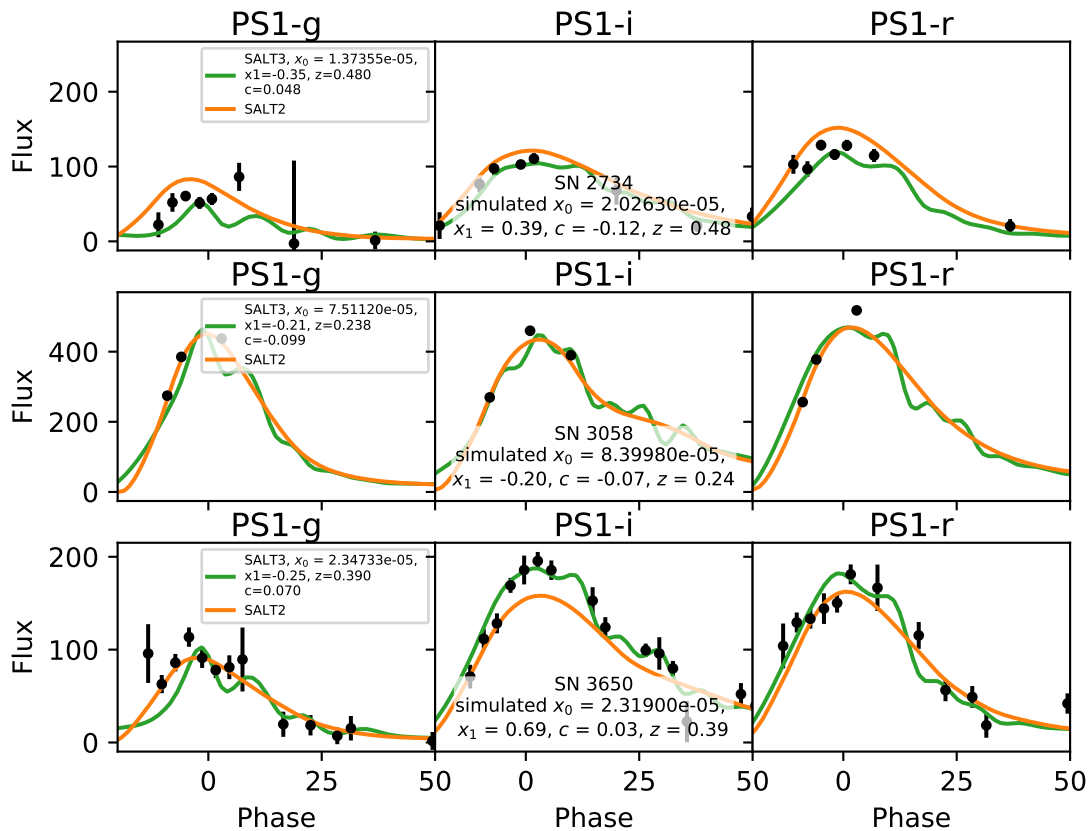 PS1-g PS1-i PS1-r
Flux
200
100
0
SALT3, x₀ = 1.37355e-05,
x1=-0.35, z=0.480
c=0.048
SALT2
SN 2734
simulated x₀ = 2.02630e-05,
x₁ = 0.39, c = -0.12, z = 0.48
PS1-g PS1-i PS1-r
Flux
400
200
0
SALT3, x₀ = 7.51120e-05,
x1=-0.21, z=0.238
c=-0.099
SALT2
SN 3058
simulated x₀ = 8.39980e-05,
x₁ = -0.20, c = -0.07, z = 0.24
PS1-g PS1-i PS1-r
Flux
200
100
0
SALT3, x₀ = 2.34733e-05,
x1=-0.25, z=0.390
c=0.070
SALT2
SN 3650
simulated x₀ = 2.31900e-05,
x₁ = 0.69, c = 0.03, z = 0.39
0 25 50 0 25 50 0 25 50
Phase Phase Phase